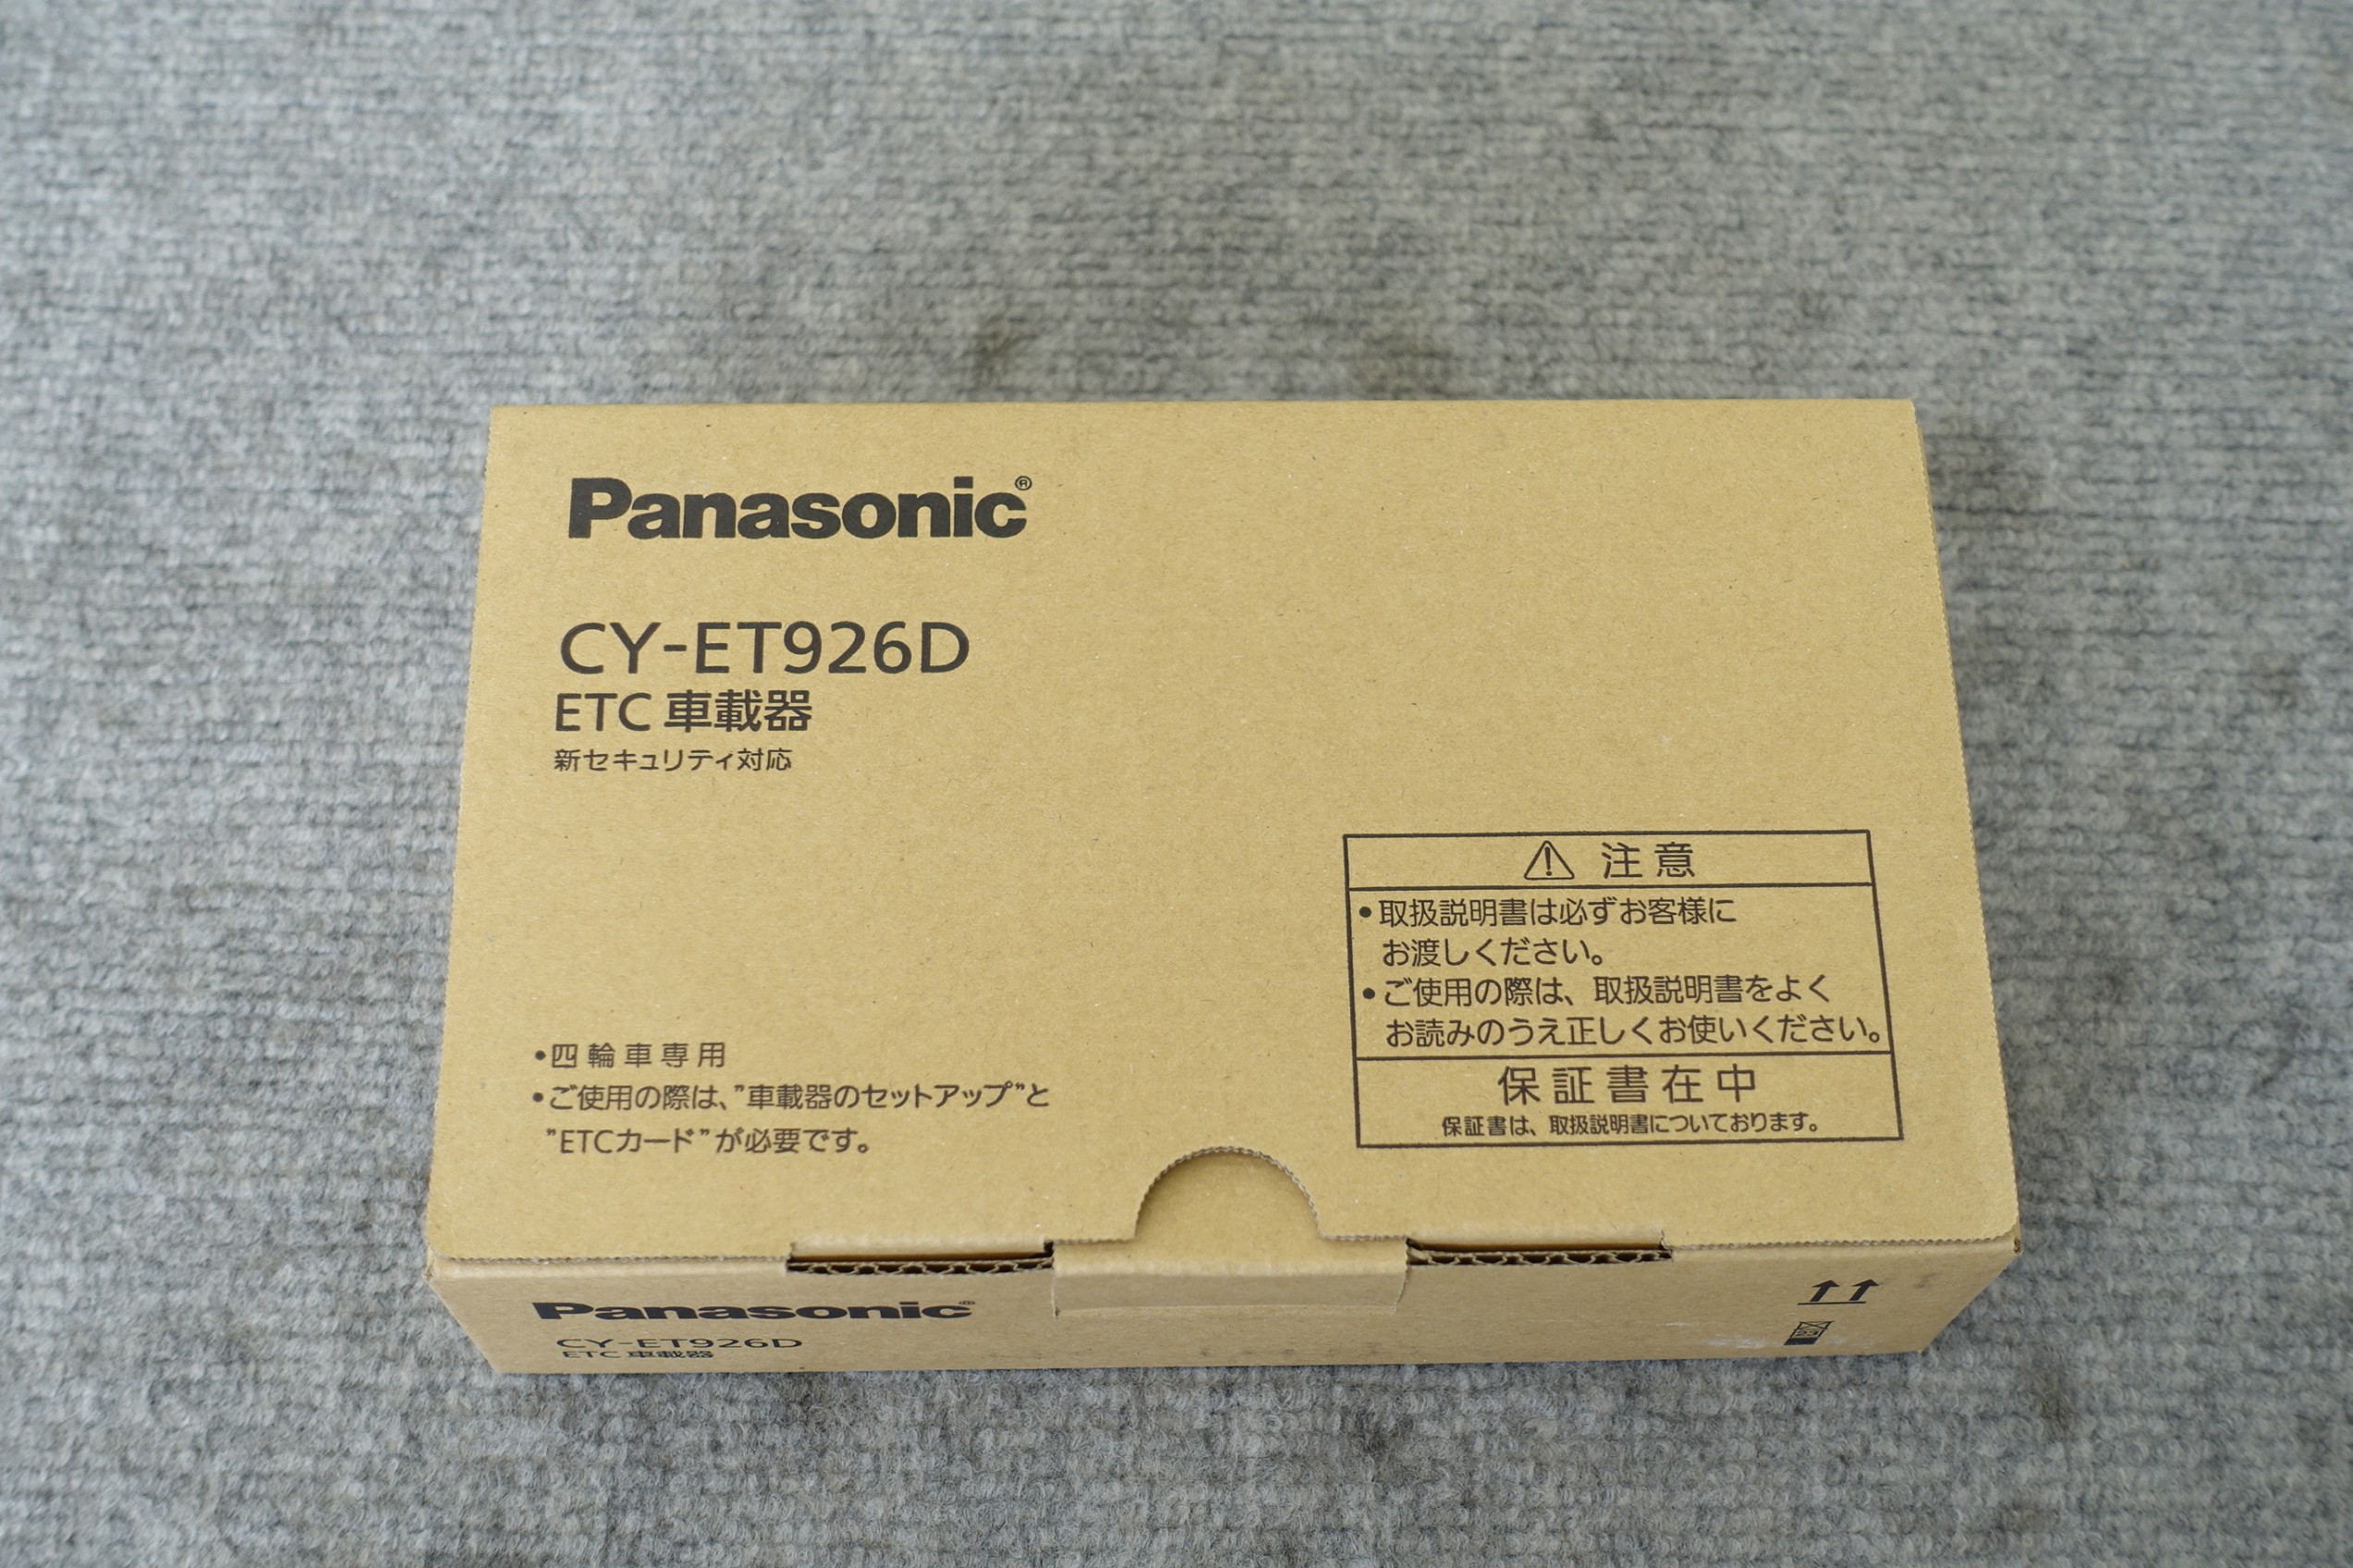 Panasonic®
CY-ET926D
ETC 車載器
新セキュリティ対応
•四輪車専用
•ご使用の際は、"車載器のセットアップ"と
"ETCカード"が必要です。
⚠ 注意
•取扱説明書は必ずお客様に
お渡しください。
•ご使用の際は、取扱説明書をよく
お読みのうえ正しくお使いください。
保証書在中
保証書は、取扱説明書についております。
Panasonic®
CY-ET926D
ETC 車載器